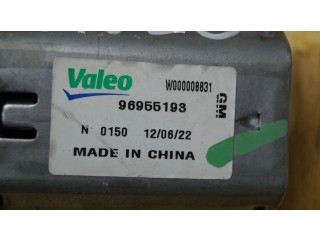 Valeo W000008831
96955193
GM
N 0150 12/06/22
MADE IN CHINA